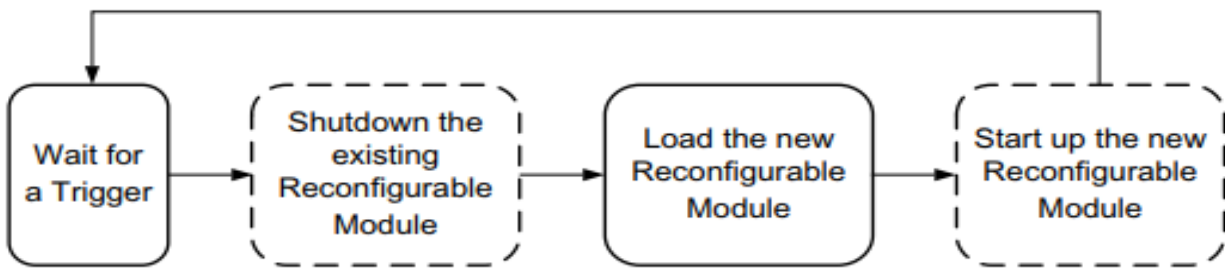 Wait for
a Trigger
Shutdown the
existing
Reconfigurable
Module
Load the new
Reconfigurable
Module
Start up the new
Reconfigurable
Module